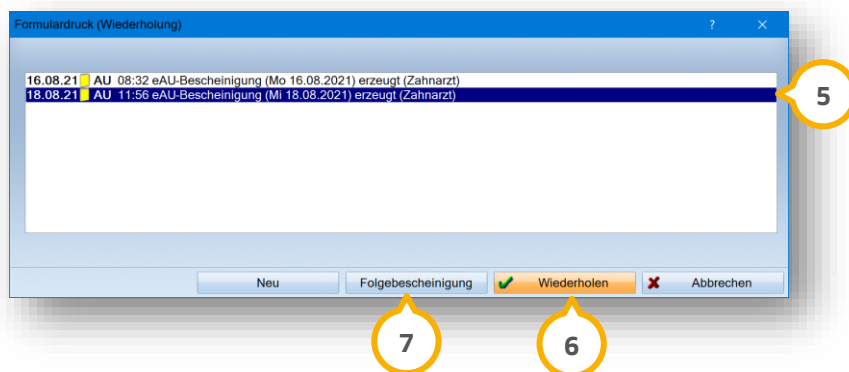 Formulardruck (Wiederholung) ? ×
16.08.21 AU 08:32 eAU-Bescheinigung (Mo 16.08.2021) erzeugt (Zahnarzt)
18.08.21 AU 11:56 eAU-Bescheinigung (Mi 18.08.2021) erzeugt (Zahnarzt)
5
Neu Folgebescheinigung Wiederholen Abbrechen
7 6